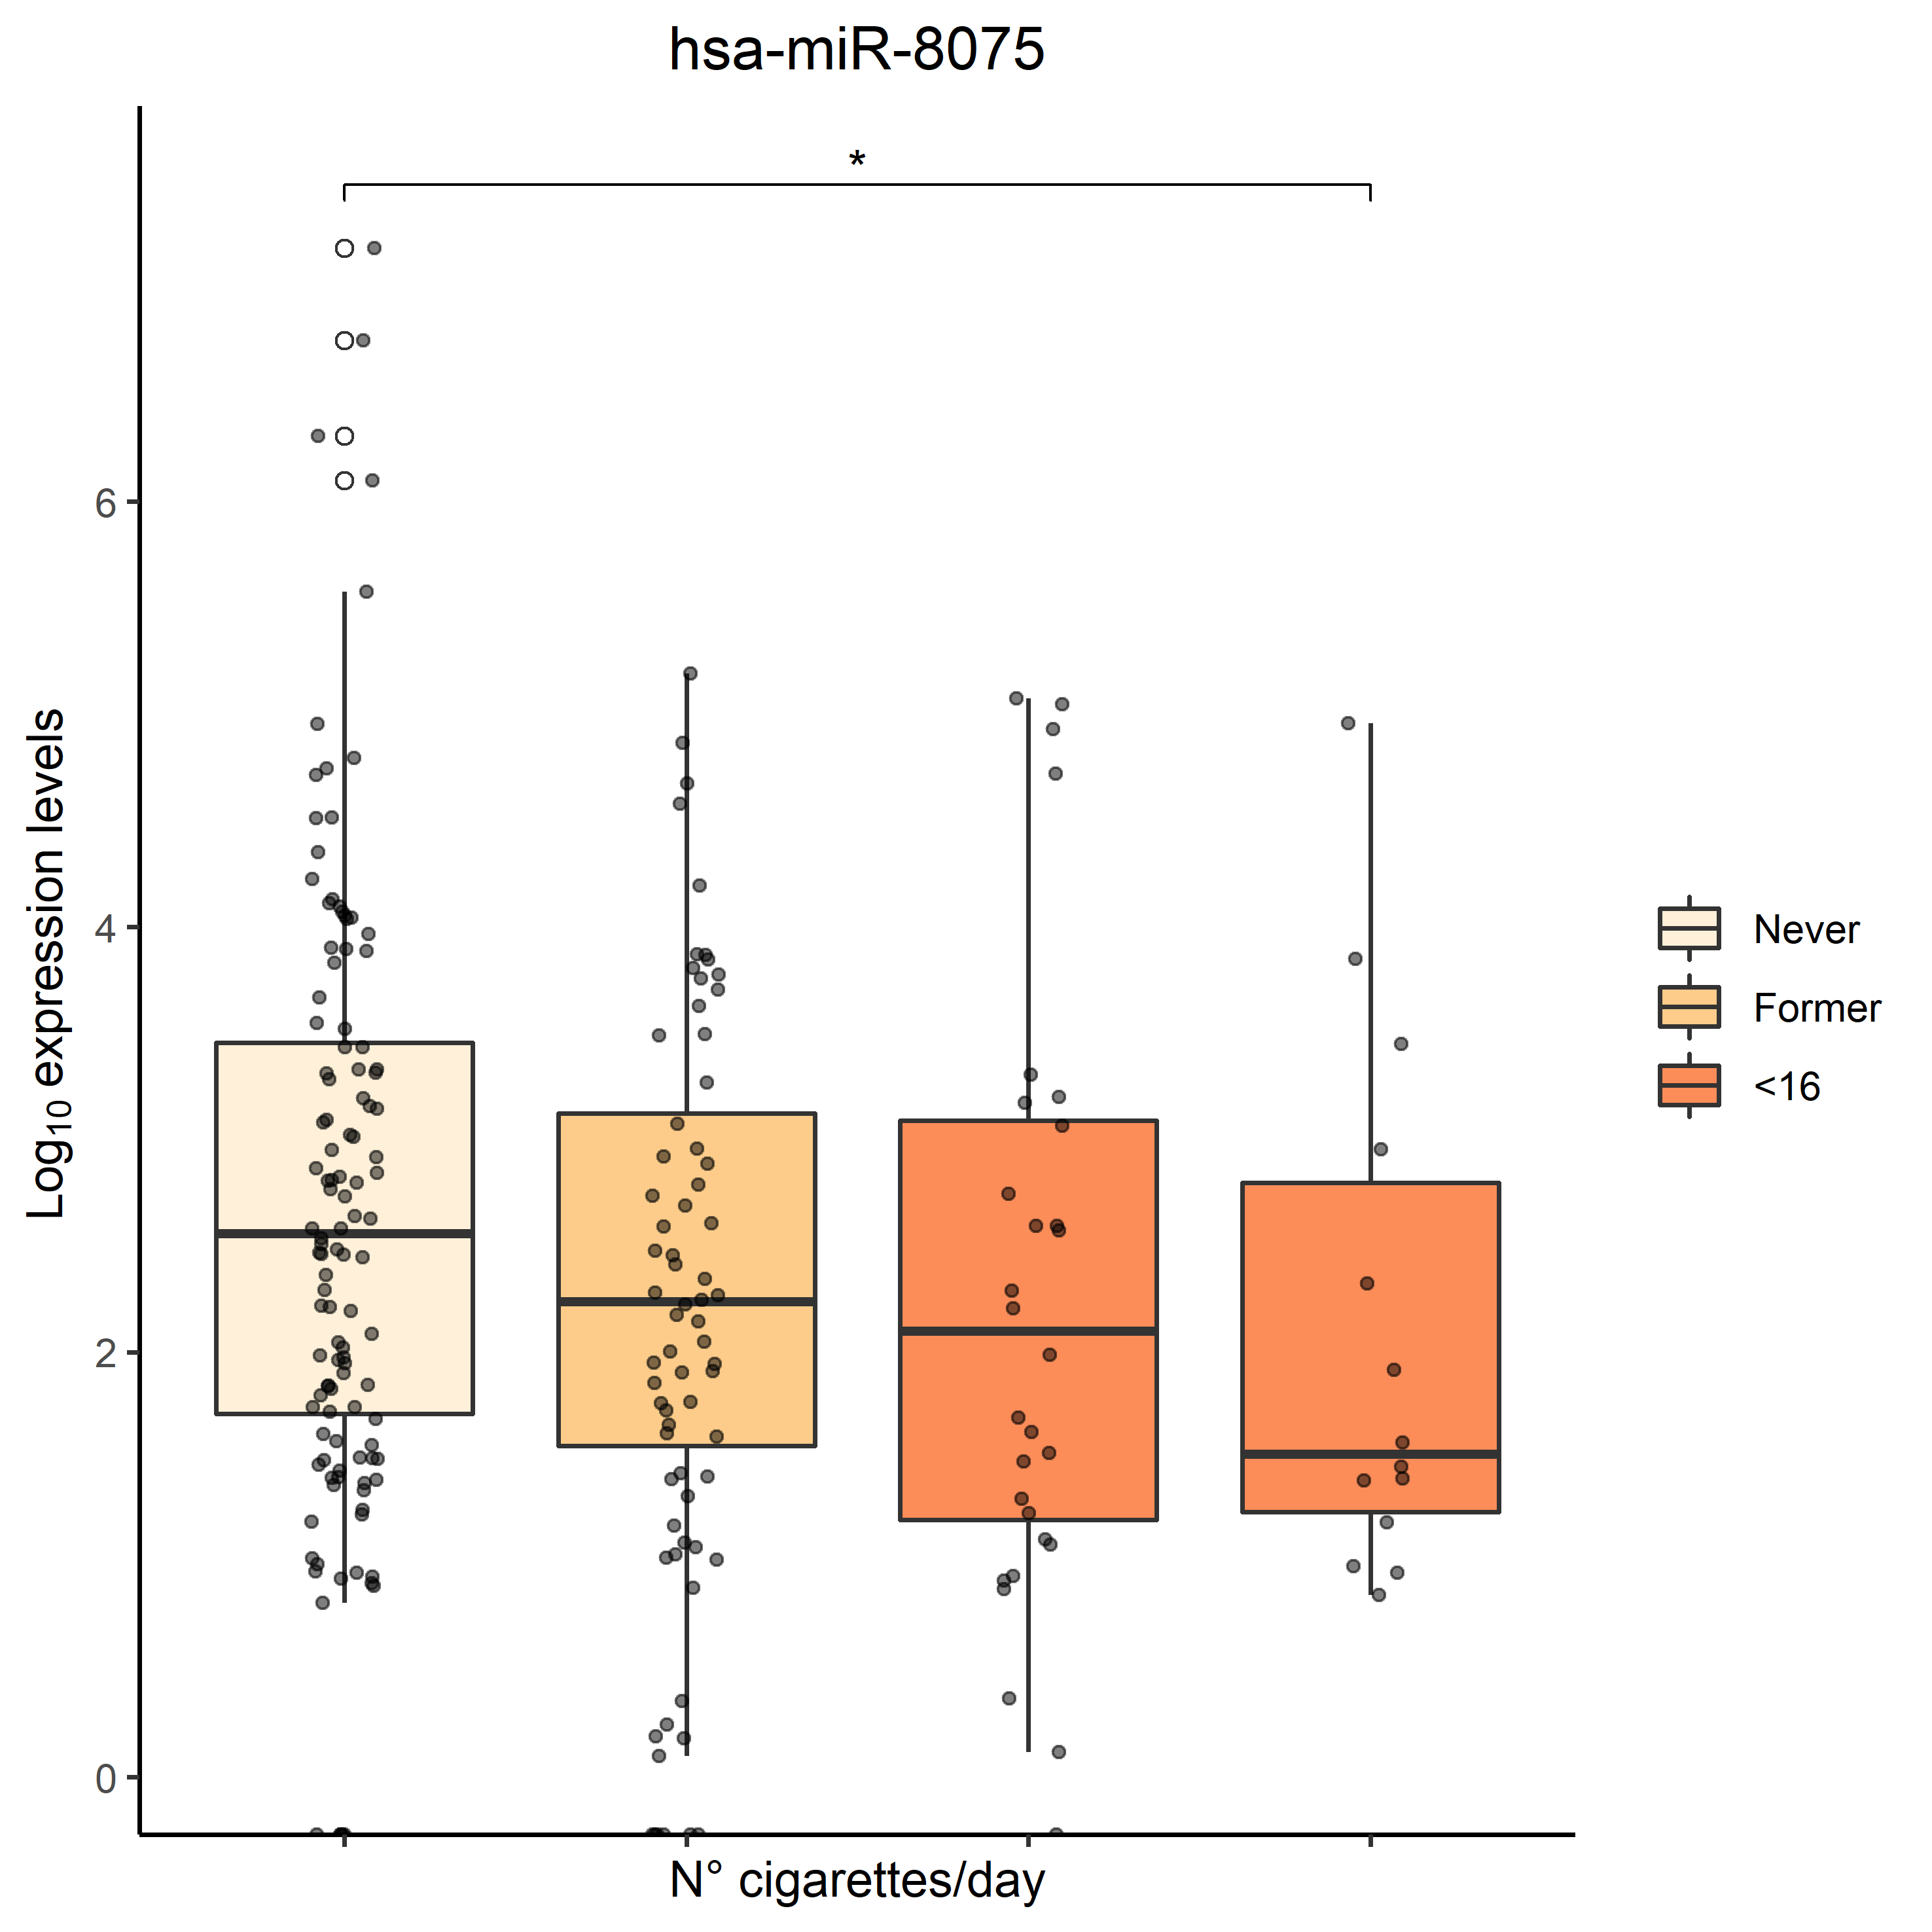 hsa-miR-8075
*
6
4
2
0
Log₁₀ expression levels
N° cigarettes/day
Never
Former
<16